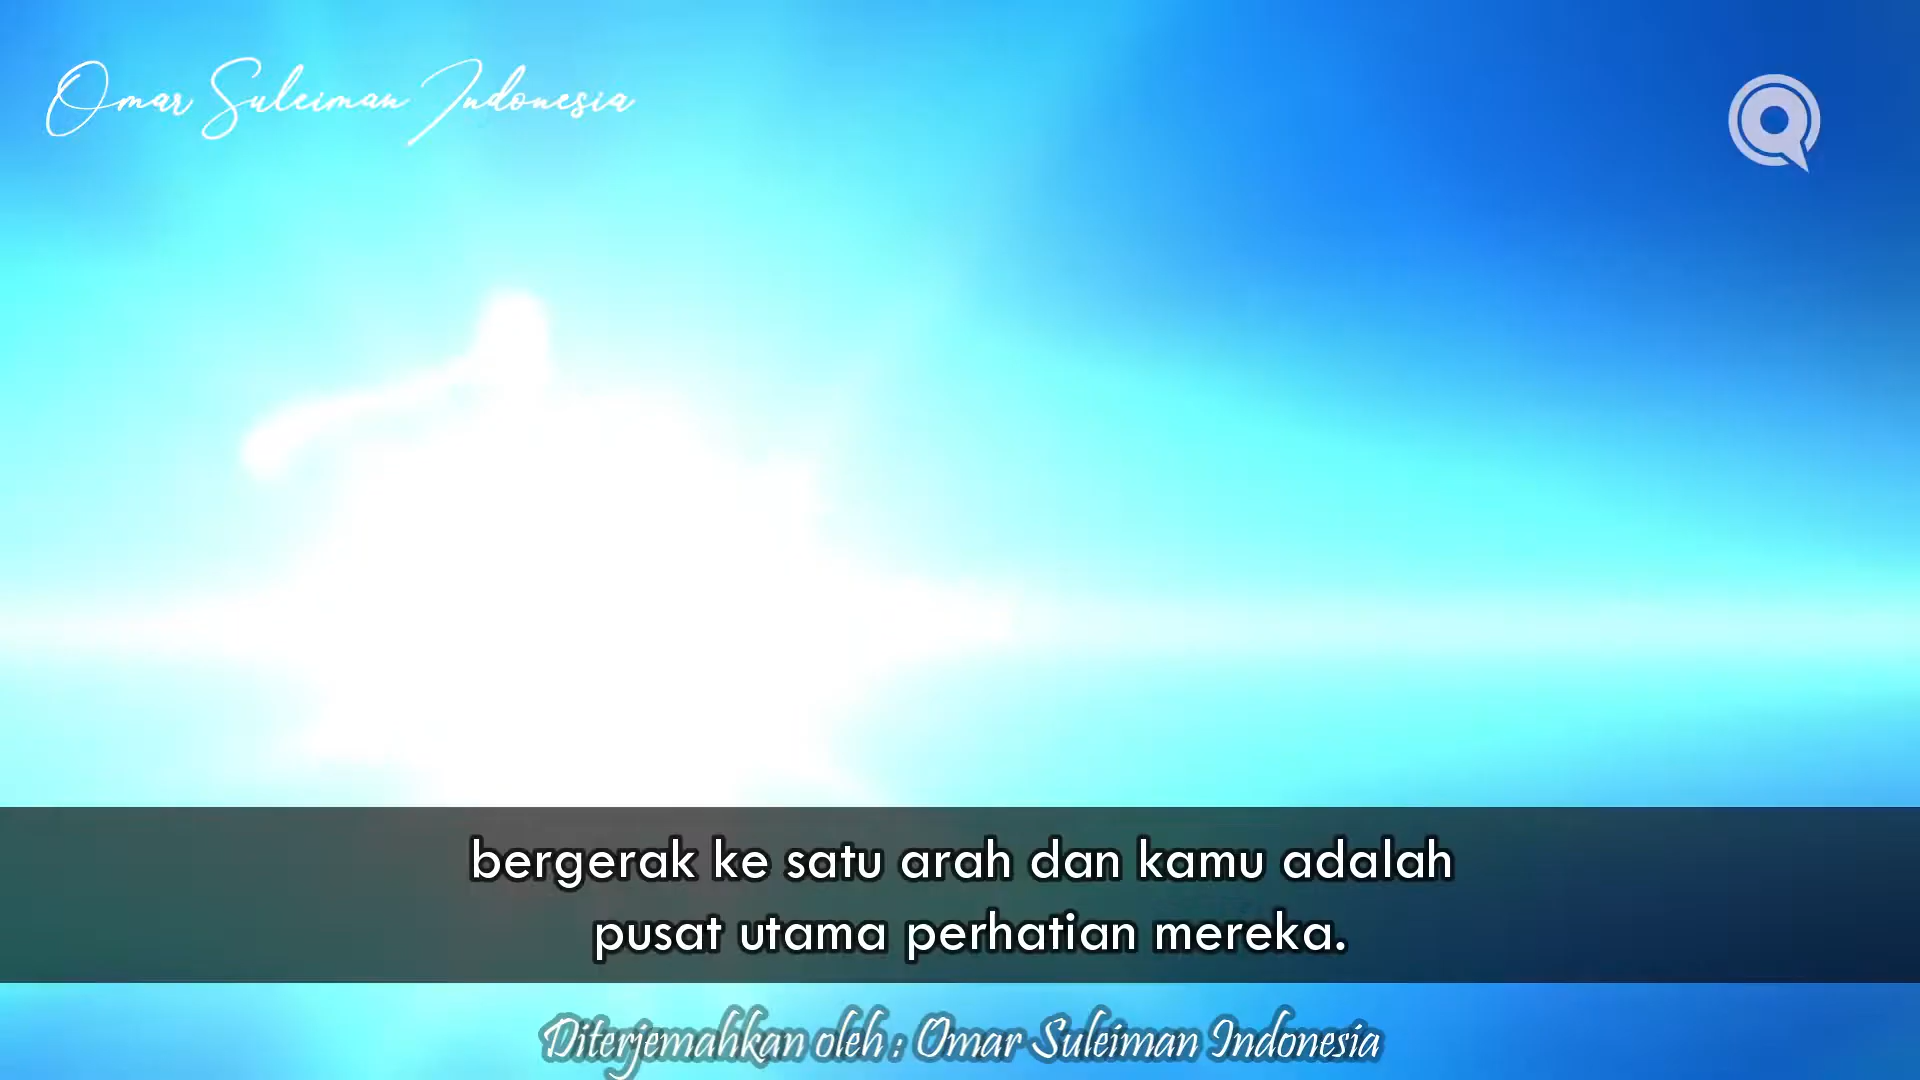 Omar Suleiman Indonesia
bergerak ke satu arah dan kamu adalah
pusat utama perhatian mereka.
Diterjemahkan oleh : Omar Suleiman Indonesia